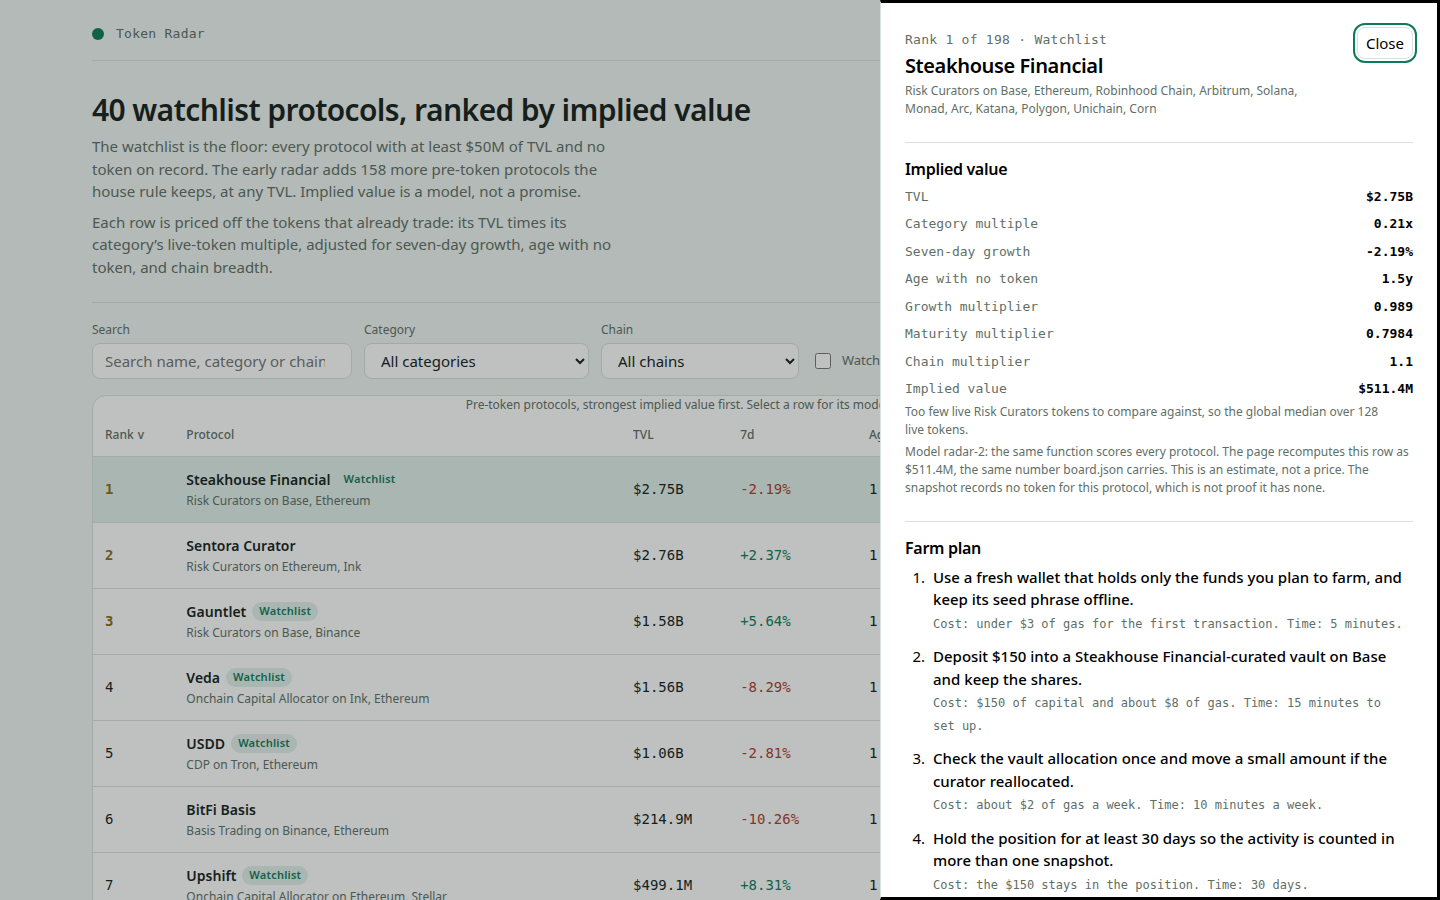 Token Radar
40 watchlist protocols, ranked by implied value
The watchlist is the floor: every protocol with at least $50M of TVL and no
token on record. The early radar adds 158 more pre-token protocols the
house rule keeps, at any TVL. Implied value is a model, not a promise.
Each row is priced off the tokens that already trade: its TVL times its
category's live-token multiple, adjusted for seven-day growth, age with no
token, and chain breadth.
Search
Category
Chain
Search name, category or chain
All categories
All chains
Watch
Pre-token protocols, strongest implied value first. Select a row for its mod
Rank v
Protocol
TVL
7d
Ag
1
Steakhouse Financial
Watchlist
Risk Curators on Base, Ethereum
$2.75B
-2.19%
1
2
Sentora Curator
Risk Curators on Ethereum, Ink
$2.76B
+2.37%
1
3
Gauntlet
Watchlist
Risk Curators on Base, Binance
$1.58B
+5.64%
1
4
Veda
Watchlist
Onchain Capital Allocator on Ink, Ethereum
$1.56B
-8.29%
1
5
USDD
Watchlist
CDP on Tron, Ethereum
$1.06B
-2.81%
1
6
BitFi Basis
Basis Trading on Binance, Ethereum
$214.9M
-10.26%
1
7
Upshift
Watchlist
Onchain Capital Allocator on Ethereum, Stellar
$499.1M
+8.31%
1
Rank 1 of 198 · Watchlist
Close
Steakhouse Financial
Risk Curators on Base, Ethereum, Robinhood Chain, Arbitrum, Solana,
Monad, Arc, Katana, Polygon, Unichain, Corn
Implied value
TVL
$2.75B
Category multiple
0.21x
Seven-day growth
-2.19%
Age with no token
1.5y
Growth multiplier
0.989
Maturity multiplier
0.7984
Chain multiplier
1.1
Implied value
$511.4M
Too few live Risk Curators tokens to compare against, so the global median over 128
live tokens.
Model radar-2: the same function scores every protocol. The page recomputes this row as
$511.4M, the same number board.json carries. This is an estimate, not a price. The
snapshot records no token for this protocol, which is not proof it has none.
Farm plan
1. Use a fresh wallet that holds only the funds you plan to farm, and
keep its seed phrase offline.
Cost: under $3 of gas for the first transaction. Time: 5 minutes.
2. Deposit $150 into a Steakhouse Financial-curated vault on Base
and keep the shares.
Cost: $150 of capital and about $8 of gas. Time: 15 minutes to
set up.
3. Check the vault allocation once and move a small amount if the
curator reallocated.
Cost: about $2 of gas a week. Time: 10 minutes a week.
4. Hold the position for at least 30 days so the activity is counted in
more than one snapshot.
Cost: the $150 stays in the position. Time: 30 days.